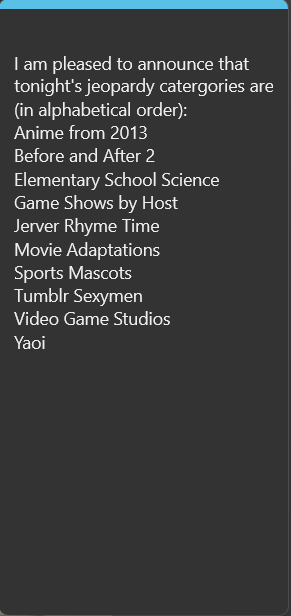 I am pleased to announce that
tonight's jeopardy catergories are
(in alphabetical order):
Anime from 2013
Before and After 2
Elementary School Science
Game Shows by Host
Jerver Rhyme Time
Movie Adaptations
Sports Mascots
Tumblr Sexymen
Video Game Studios
Yaoi